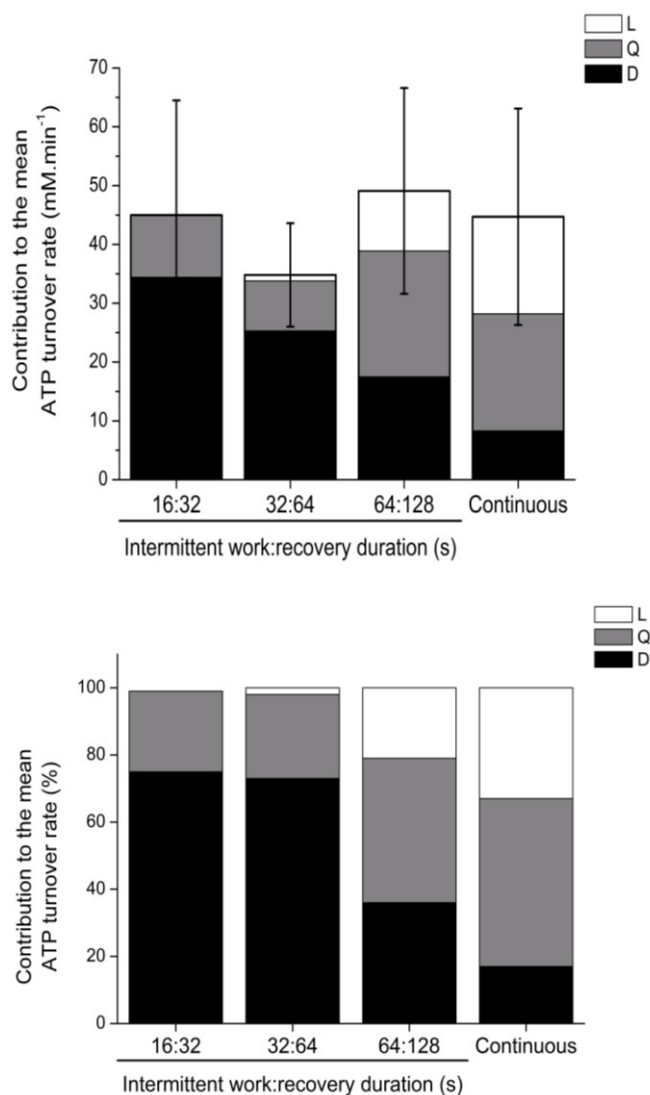 L
Q
D
Contribution to the mean
ATP turnover rate (mM.min⁻¹)
70
60
50
40
30
20
10
0
16:32 32:64 64:128 Continuous
Intermittent work:recovery duration (s)
L
Q
D
Contribution to the mean
ATP turnover rate (%)
100
80
60
40
20
0
16:32 32:64 64:128 Continuous
Intermittent work:recovery duration (s)